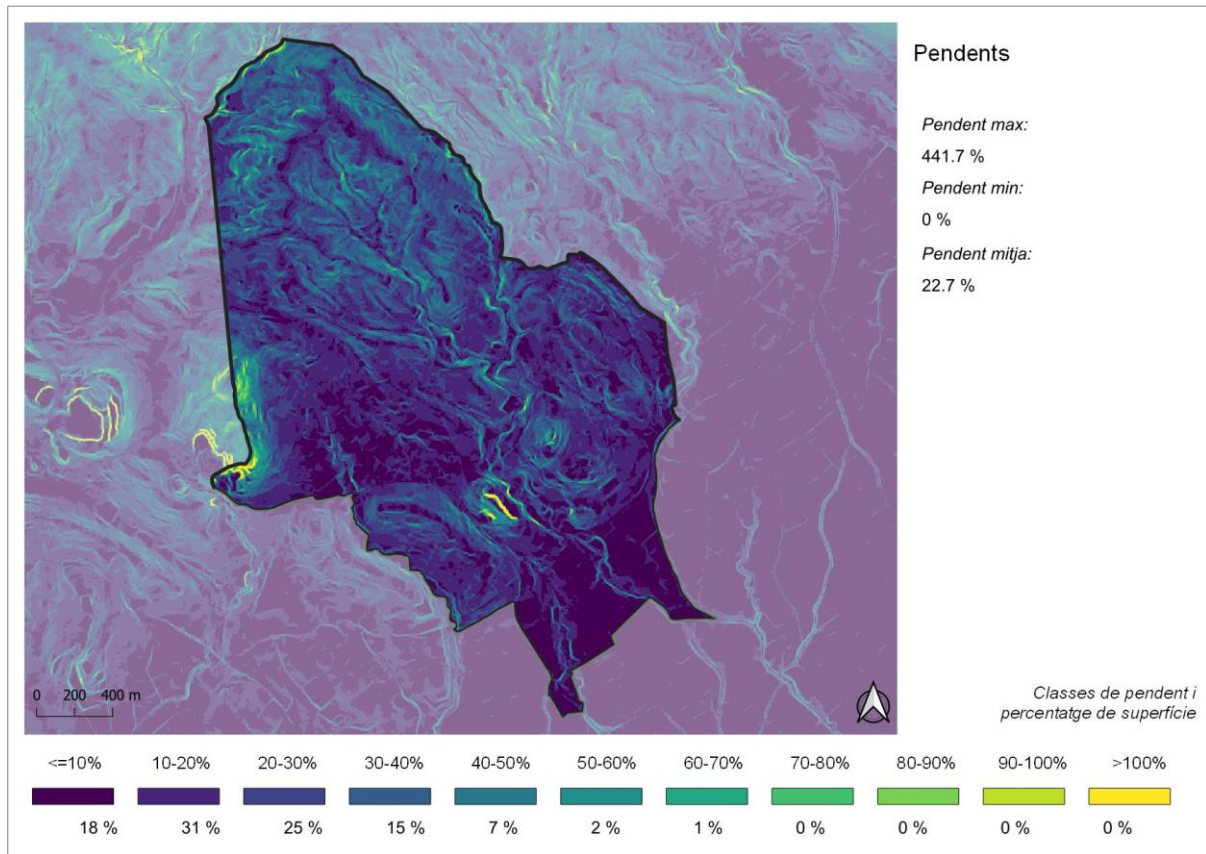 Pendents
Pendent max:
441.7 %
Pendent min:
0 %
Pendent mitja:
22.7 %
0 200 400 m
Classes de pendent i
percentatge de superfície
<=10% 10-20% 20-30% 30-40% 40-50% 50-60% 60-70% 70-80% 80-90% 90-100% >100%
18 % 31 % 25 % 15 % 7 % 2 % 1 % 0 % 0 % 0 % 0 %